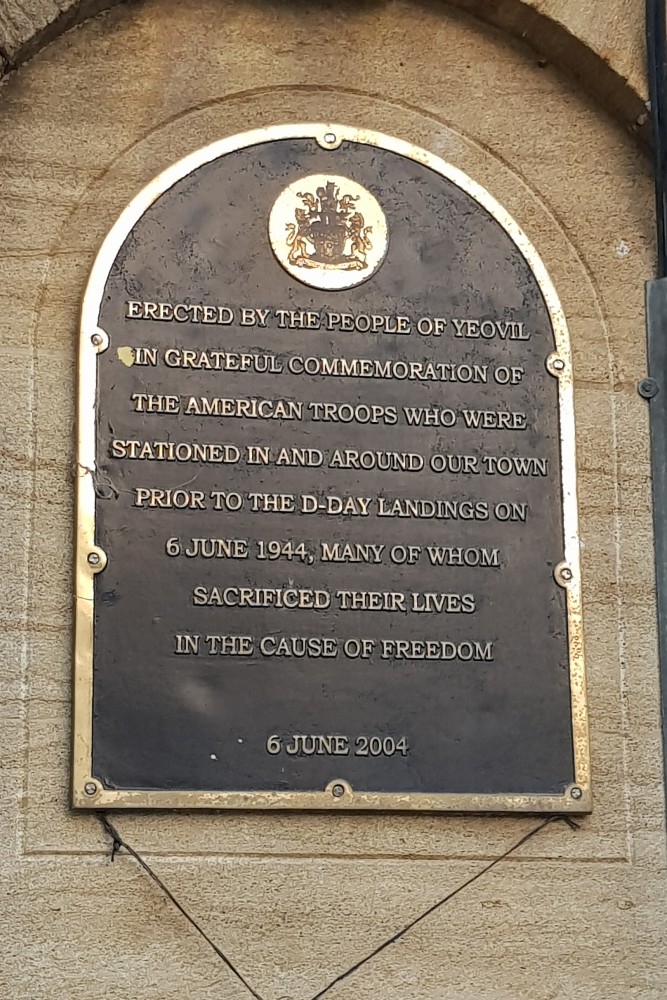 ERECTED BY THE PEOPLE OF YEOVIL
IN GRATEFUL COMMEMORATION OF
THE AMERICAN TROOPS WHO WERE
STATIONED IN AND AROUND OUR TOWN
PRIOR TO THE D-DAY LANDINGS ON
6 JUNE 1944, MANY OF WHOM
SACRIFICED THEIR LIVES
IN THE CAUSE OF FREEDOM
6 JUNE 2004